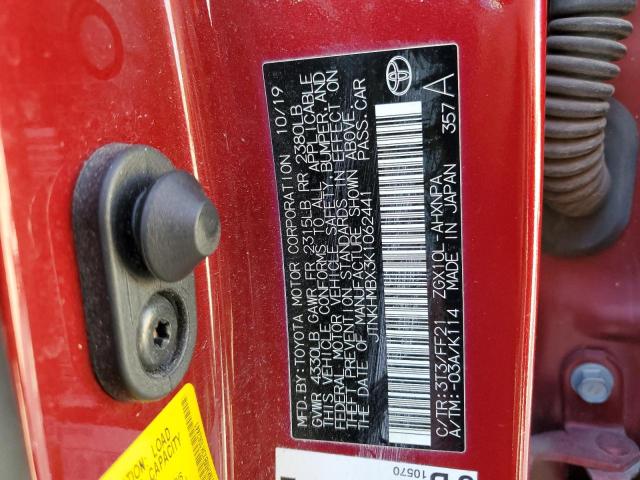 MFD.BY:TOYOTA MOTOR CORPORATION 10/19
GVWR 4330LB GAWR FR 2315LB RR 2380LB
THIS VEHICLE CONFORMS TO ALL APPLICABLE
FEDERAL MOTOR VEHICLE SAFETY, BUMPER, AND
THEFT PREVENTION STANDARDS IN EFFECT ON
THE DATE OF MANUFACTURE SHOWN ABOVE.
JTNKHMBX3K1062441 PASS.CAR
C/TR:3T3/FF21 ZGX10L-AHXNPA
A/TM:-03A/K114 MADE IN JAPAN 357A
LOAD
CAPACITY
10570